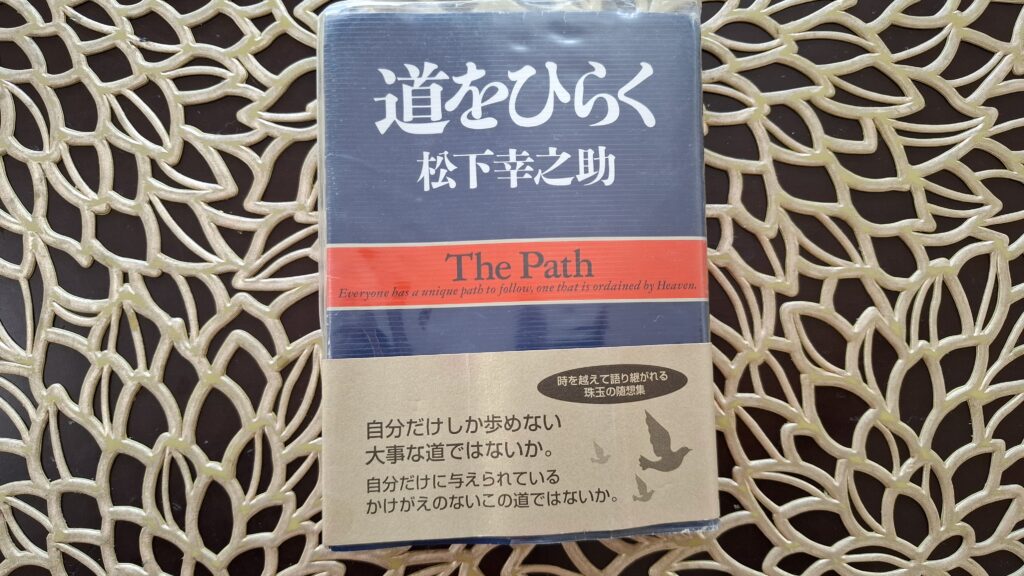 道をひらく
松下幸之助
The Path
Everyone has a unique path to follow, one that is ordained by Heaven.
時を越えて語り継がれる
珠玉の随想集
自分だけしか歩めない
大事な道ではないか。
自分だけに与えられている
かけがえのないこの道ではないか。